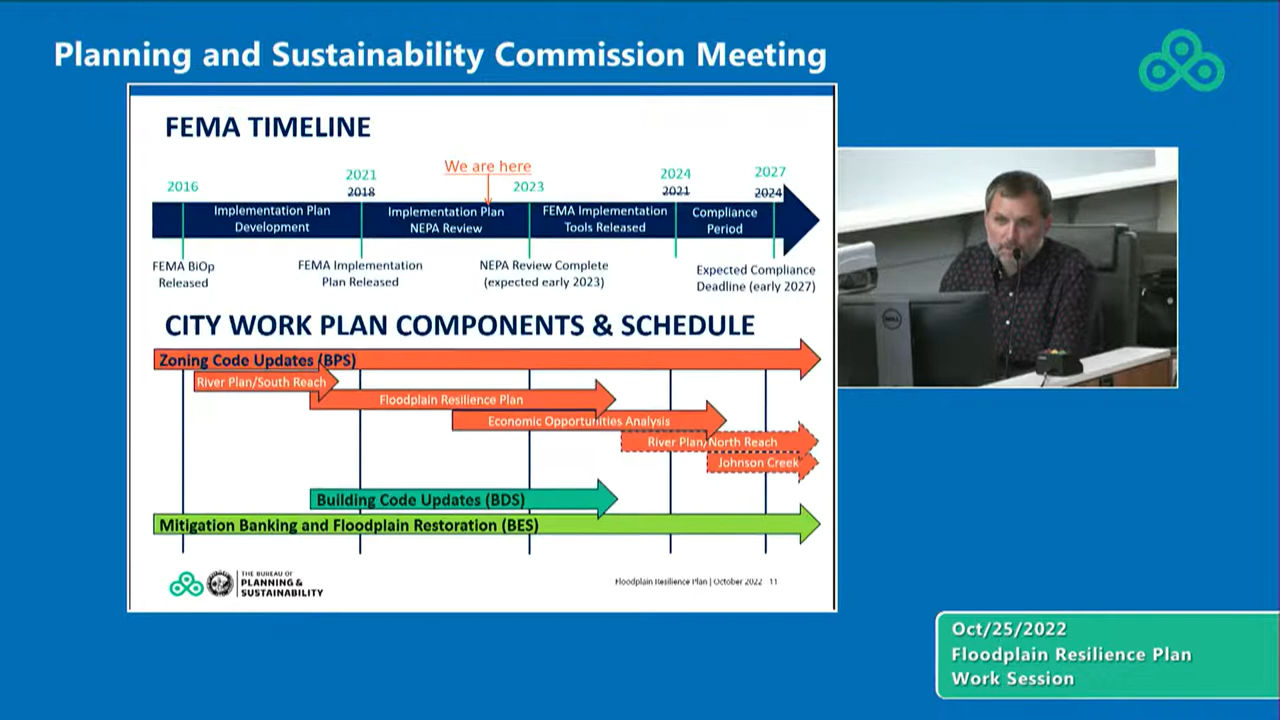 Planning and Sustainability Commission Meeting
FEMA TIMELINE
We are here
2016
2021
2018
2023
2024
2021
2027
2024
Implementation Plan
Development
Implementation Plan
NEPA Review
FEMA Implementation
Tools Released
Compliance
Period
FEMA BiOp
Released
FEMA Implementation
Plan Released
NEPA Review Complete
(expected early 2023)
Expected Compliance
Deadline (early 2027)
CITY WORK PLAN COMPONENTS & SCHEDULE
Zoning Code Updates (BPS)
River Plan/South Reach
Floodplain Resilience Plan
Economic Opportunities Analysis
River Plan/North Reach
Johnson Creek
Building Code Updates (BDS)
Mitigation Banking and Floodplain Restoration (BES)
THE BUREAU OF
PLANNING &
SUSTAINABILITY
Floodplain Resilience Plan | October 2022 11
DELL
Oct/25/2022
Floodplain Resilience Plan
Work Session